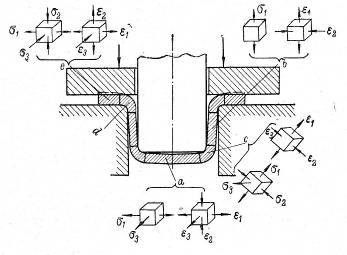 σ₂ ε₂
σ₁ ε₁
σ₃ ε₃
σ₁ ε₂
в б
d
c
ε₁
ε₃
ε₂
σ₁
σ₃
σ₂
a
σ₁ ε₁
σ₃ ε₃ ε₂